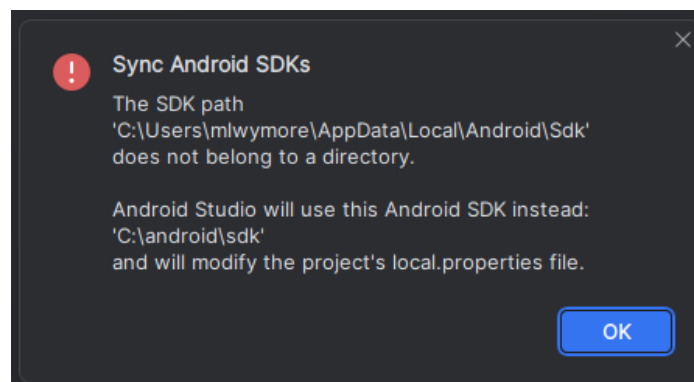 Sync Android SDKs
The SDK path
'C:\Users\mlwymore\AppData\Local\Android\Sdk'
does not belong to a directory.
Android Studio will use this Android SDK instead:
'C:\android\sdk'
and will modify the project's local.properties file.
OK